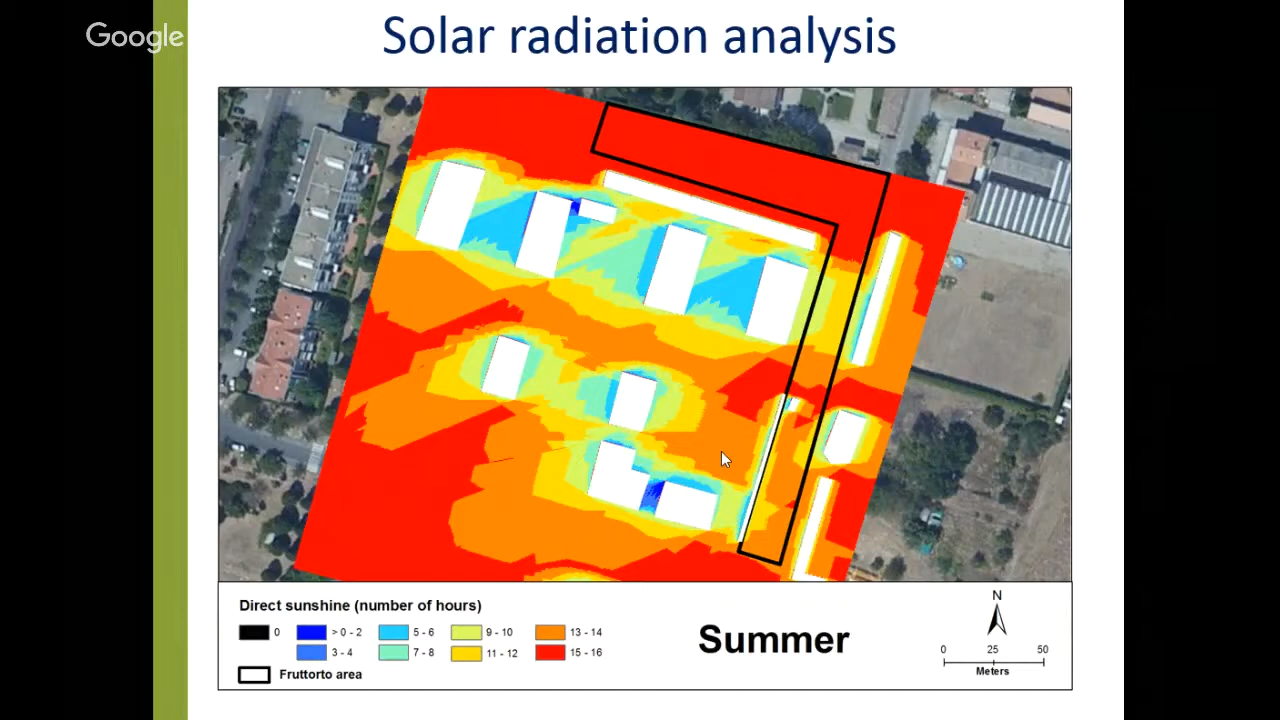 Google
Solar radiation analysis
Direct sunshine (number of hours)
0
> 0 - 2
5 - 6
9 - 10
13 - 14
3 - 4
7 - 8
11 - 12
15 - 16
Fruttorto area
Summer
N
0 25 50
Meters